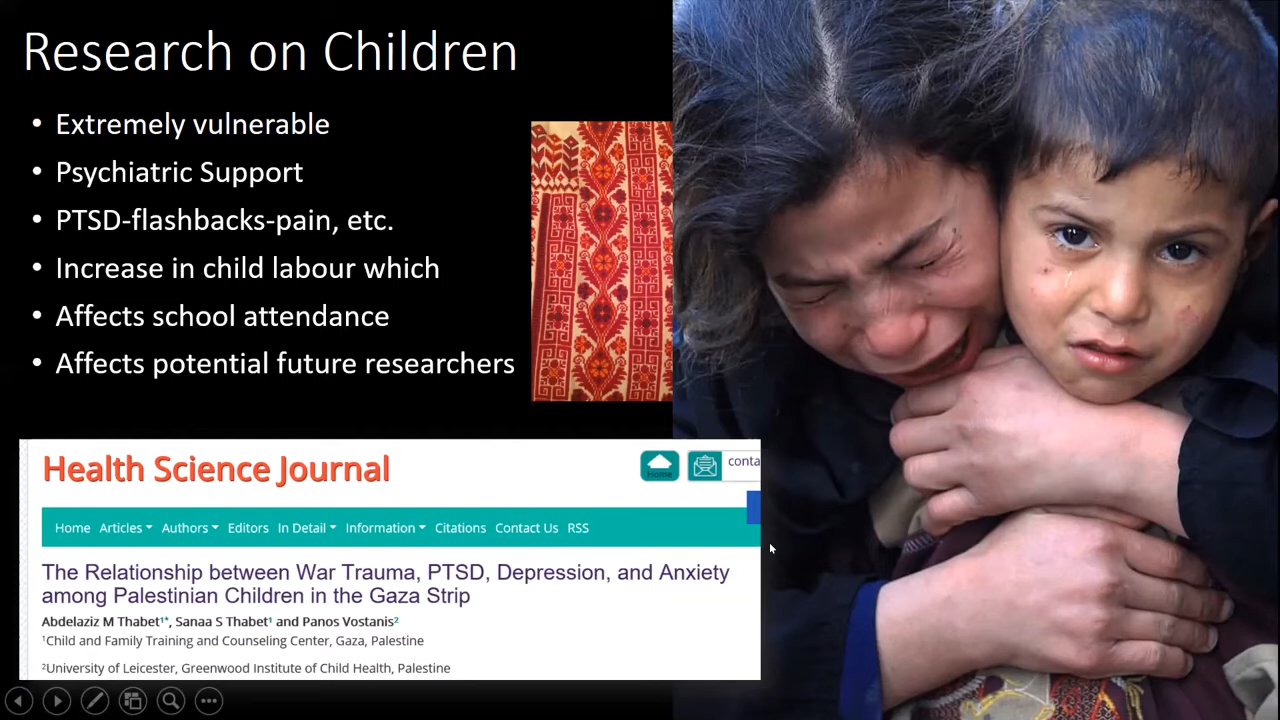 Research on Children
• Extremely vulnerable
• Psychiatric Support
• PTSD-flashbacks-pain, etc.
• Increase in child labour which
• Affects school attendance
• Affects potential future researchers
Health Science Journal
Home
conta
Home Articles Authors Editors In Detail Information Citations Contact Us RSS
The Relationship between War Trauma, PTSD, Depression, and Anxiety
among Palestinian Children in the Gaza Strip
Abdelaziz M Thabet¹*, Sanaa S Thabet¹ and Panos Vostanis²
¹Child and Family Training and Counseling Center, Gaza, Palestine
²University of Leicester, Greenwood Institute of Child Health, Palestine